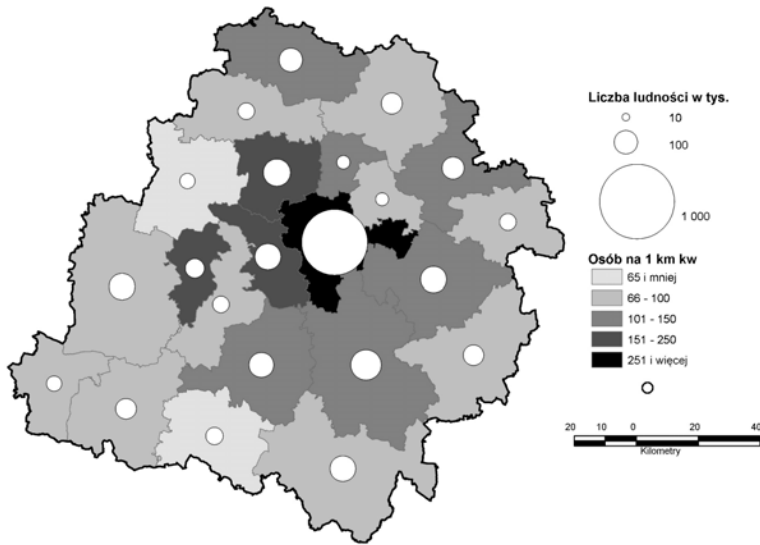 Liczba ludności w tys.
10
100
1 000
Osób na 1 km kw
65 i mniej
66 - 100
101 - 150
151 - 250
251 i więcej
20 10 0 20 40
Kilometry